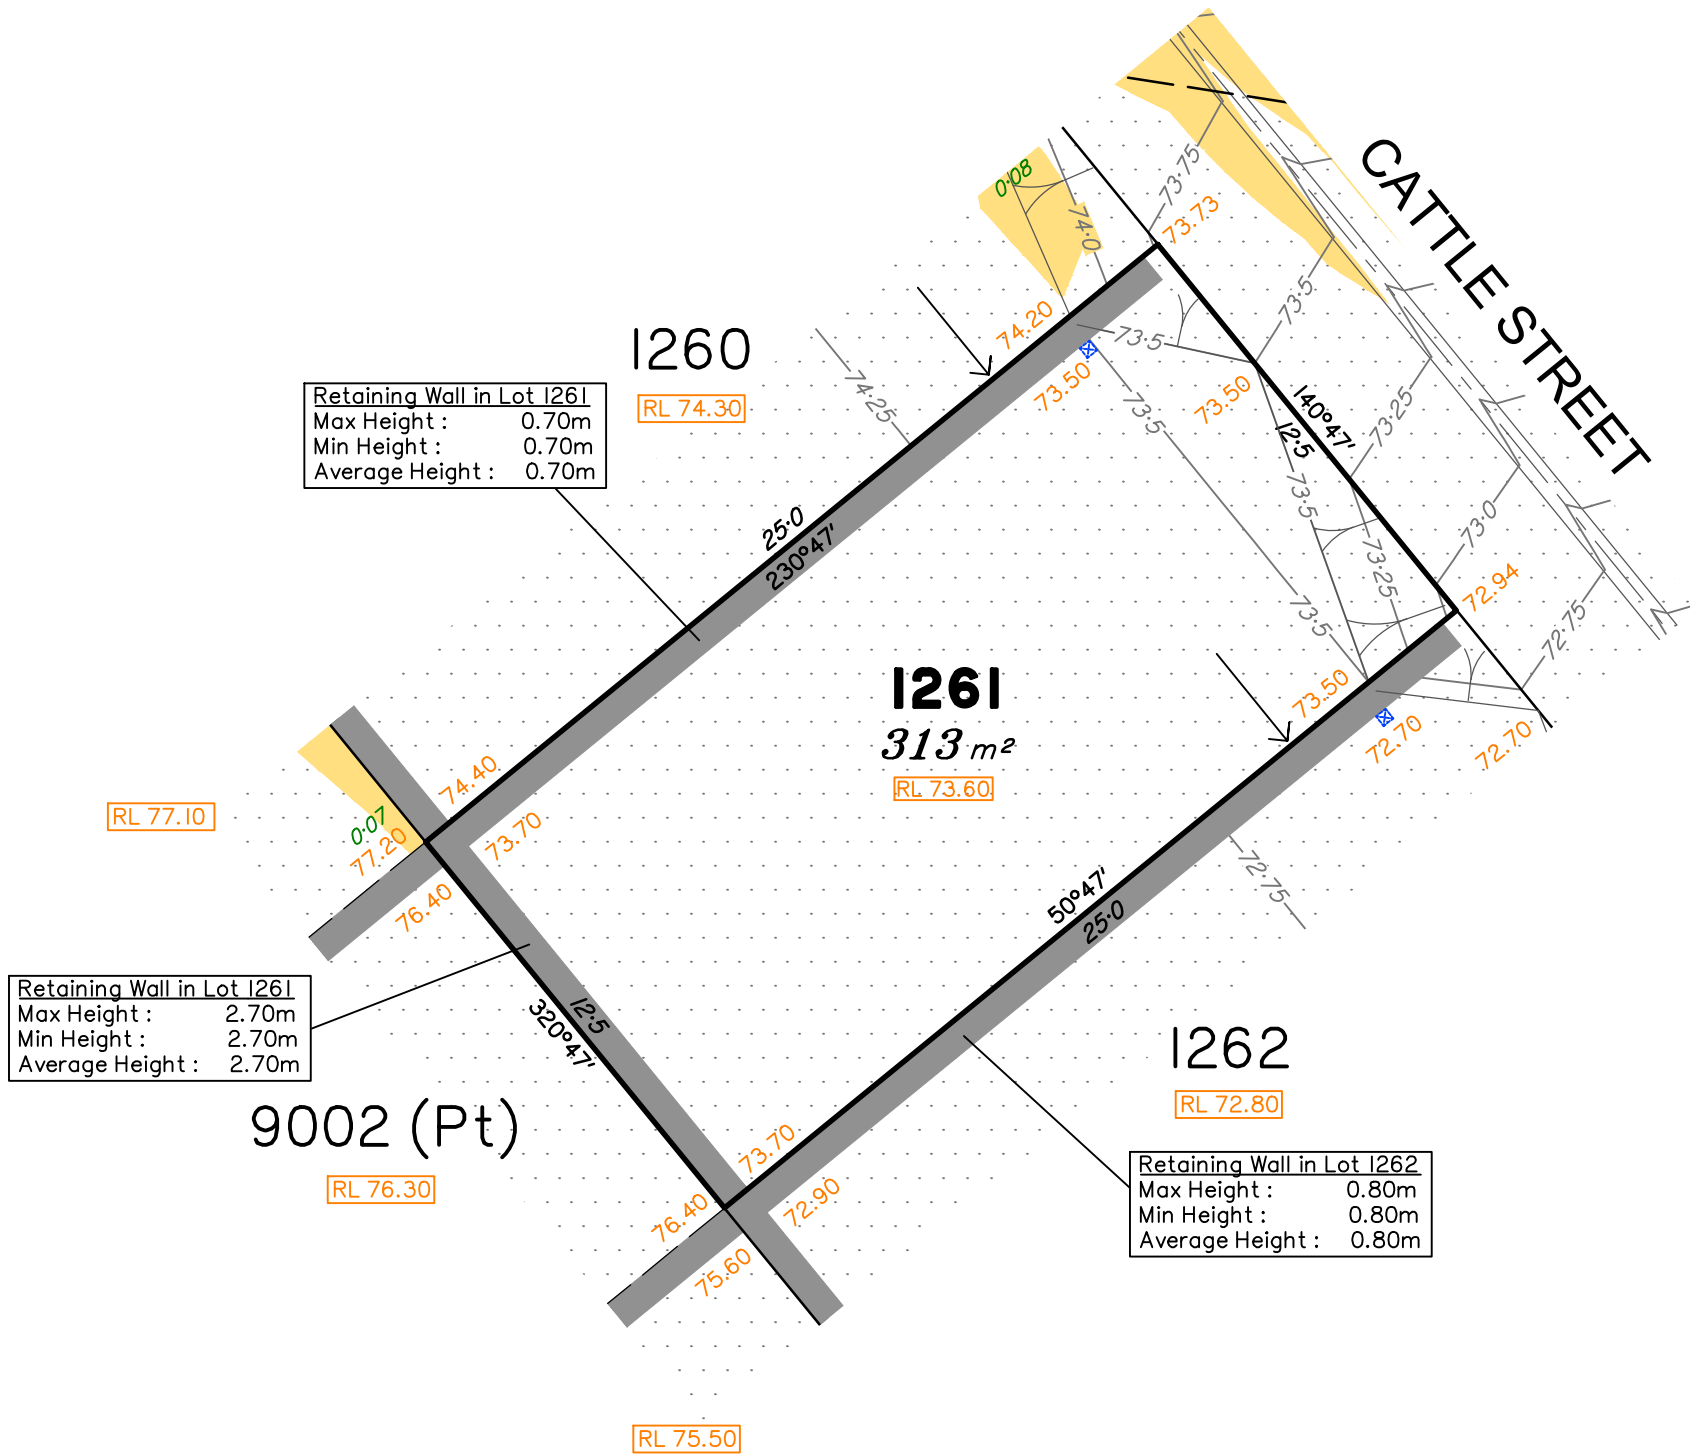 CATTLE STREET
0·08
74·0
73·75
73.73
74.20
73·5
73·5
73.50
73.50
1260
RL 74.30
74·25
Retaining Wall in Lot 1261
Max Height : 0.70m
Min Height : 0.70m
Average Height : 0.70m
140°47'
12·5
73·25
73·5
73·5
73·0
73·25
73·5
72.94
72·75
25·0
230°47'
1261
313 m²
RL 73.60
73.50
72.70
72.70
74.40
73.70
RL 77.10
0·07
77.20
76.40
72·75
50°47'
25·0
Retaining Wall in Lot 1261
Max Height : 2.70m
Min Height : 2.70m
Average Height : 2.70m
12·5
320°47'
1262
RL 72.80
9002 (Pt)
RL 76.30
73.70
72.90
76.40
75.60
Retaining Wall in Lot 1262
Max Height : 0.80m
Min Height : 0.80m
Average Height : 0.80m
RL 75.50